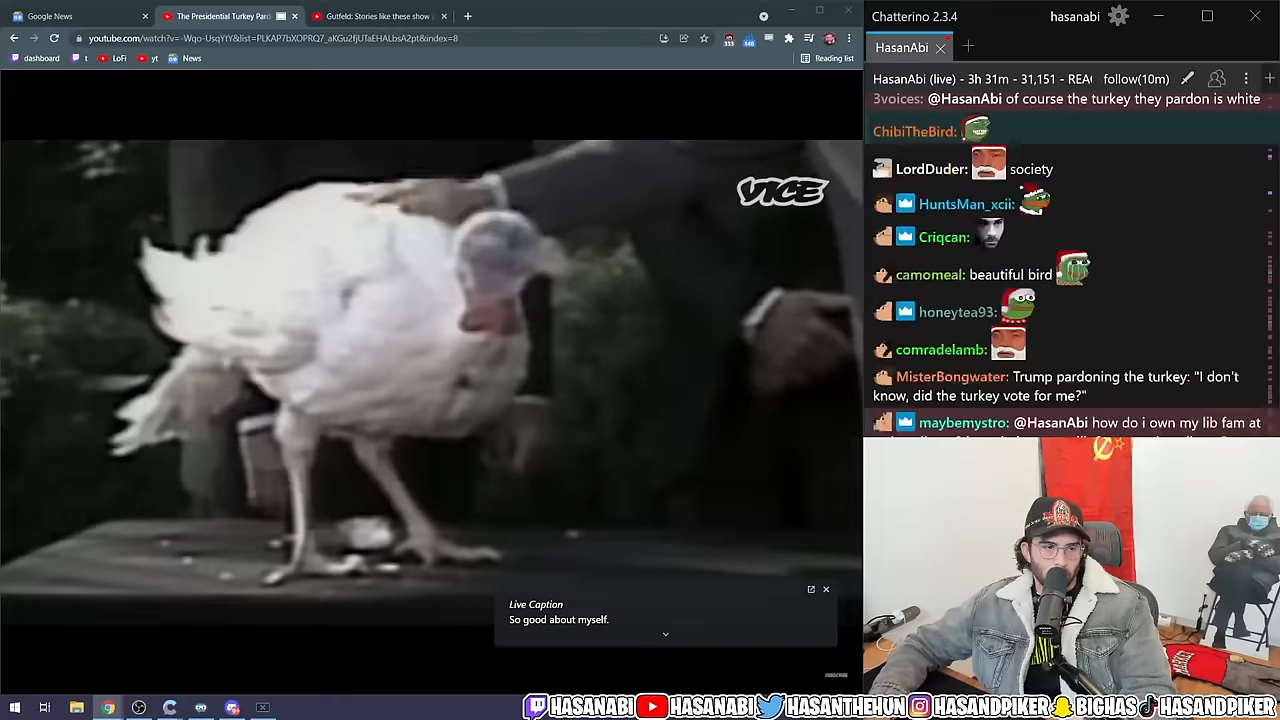 Google News
The Presidential Turkey Par
Gutfeld: Stories like these show
youtube.com/watch?v=-Wqo-UsqYtY&list=PLKAP7bXOPRQ7_aKGu2fjUTaEHALbsA2pt&index=8
333
140
dashboard
t
LoFi
yt
News
Reading list
VICE
Live Caption
So good about myself.
SUBSCRIBE
Chatterino 2.3.4
hasanabi
HasanAbi
HasanAbi (live) - 3h 31m - 31,151 - REA
follow(10m)
3voices: @HasanAbi of course the turkey they pardon is white
ChibiTheBird:
LordDuder: society
HuntsMan_xcii:
Criqcan:
camomeal: beautiful bird
honeytea93:
comradelamb:
MisterBongwater: Trump pardoning the turkey: "I don't
know, did the turkey vote for me?"
maybemystro: @HasanAbi how do i own my lib fam at
HASANABI HASANABI HASANTHEHUN HASANDPIKER BIGHAS HASANDPIKER